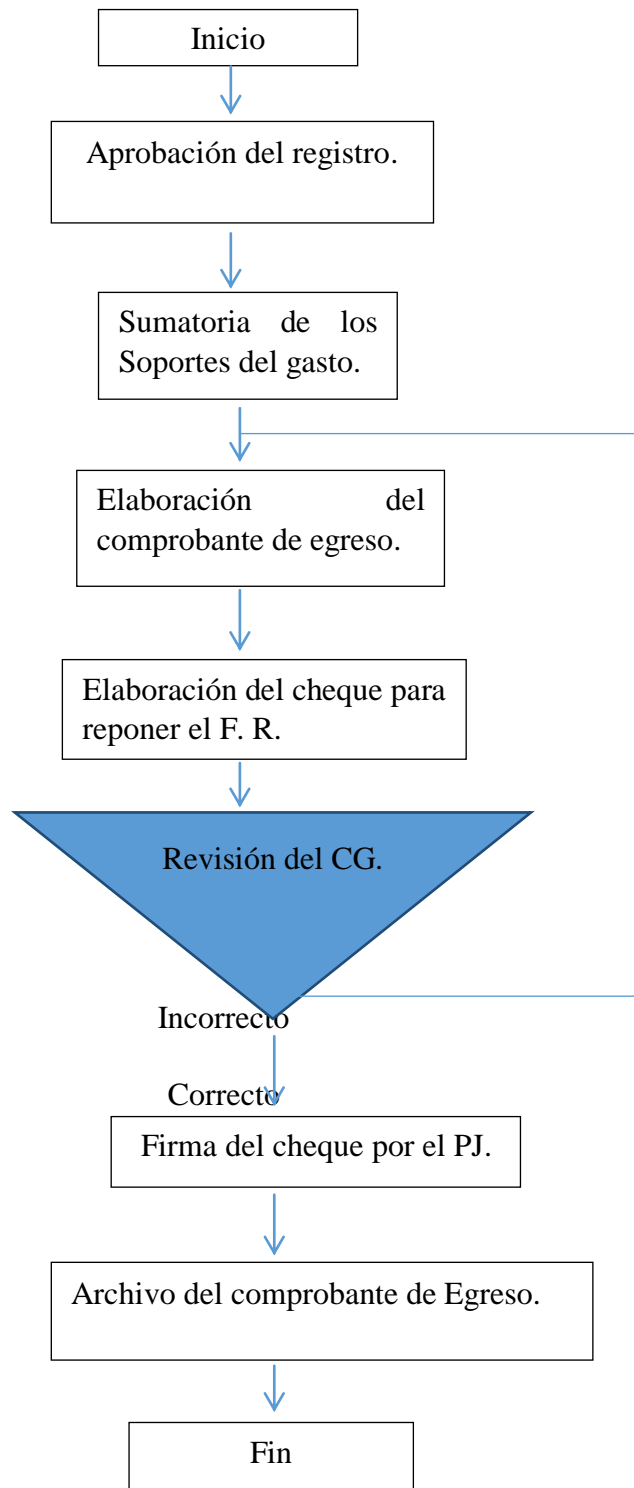 Inicio
Aprobación del registro.
Sumatoria de los
Soportes del gasto.
Elaboración del
comprobante de egreso.
Elaboración del cheque para
reponer el F. R.
Revisión del CG.
Incorrecto
Correcto
Firma del cheque por el PJ.
Archivo del comprobante de Egreso.
Fin